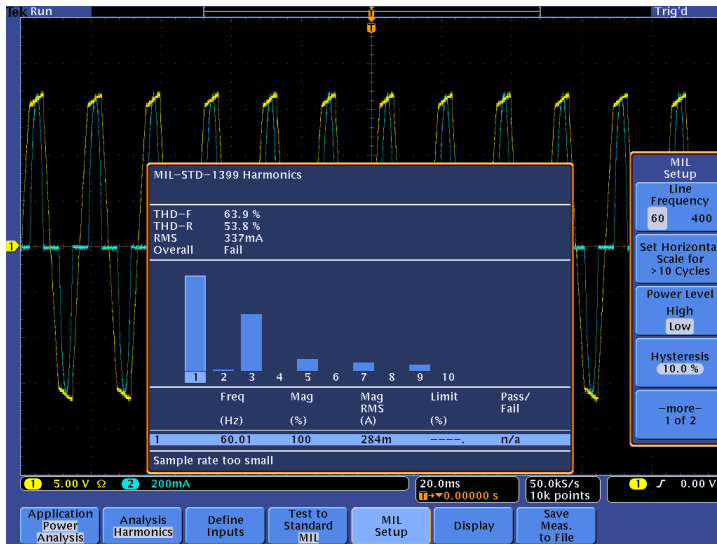 Tek Run Trig'd
T
T
1
MIL-STD-1399 Harmonics
THD-F 63.9 %
THD-R 53.8 %
RMS 337mA
Overall Fail
1 2 3 4 5 6 7 8 9 10
Freq Mag Mag Limit Pass/
RMS Fail
(Hz) (%) (A) (%)
1 60.01 100 284m ----. n/a
Sample rate too small
MIL
Setup
Line
Frequency
60 400
Set Horizonta
Scale for
>10 Cycles
Power Level
High
Low
Hysteresis
10.0 %
-more-
1 of 2
1 5.00 V Ω 2 200mA 20.0ms 50.0kS/s 1 ʃ 0.00 V
T→▾0.00000 s 10k points
Application
Power
Analysis
Analysis
Harmonics
Define
Inputs
Test to
Standard
MIL
MIL
Setup
Display
Save
Meas.
to File